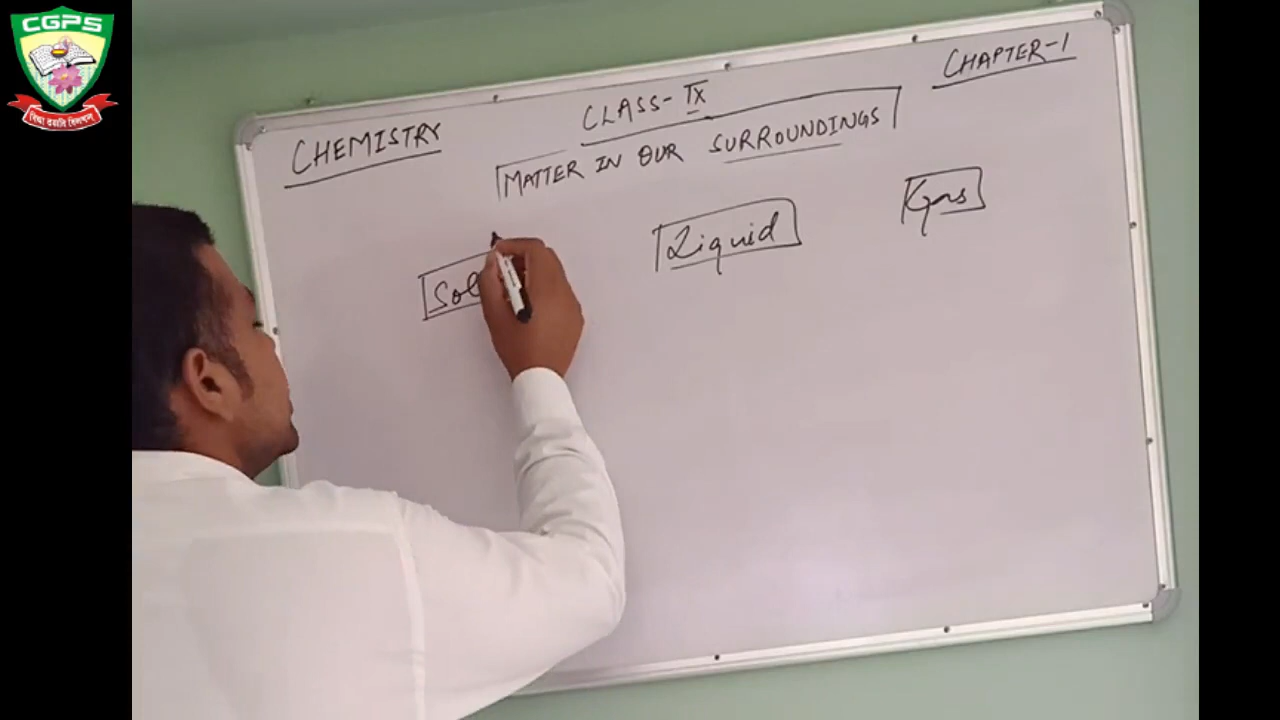 CGPS
CHEMISTRY
CLASS-IX
CHAPTER-1
MATTER IN OUR SURROUNDINGS
Sol
Liquid
Gas